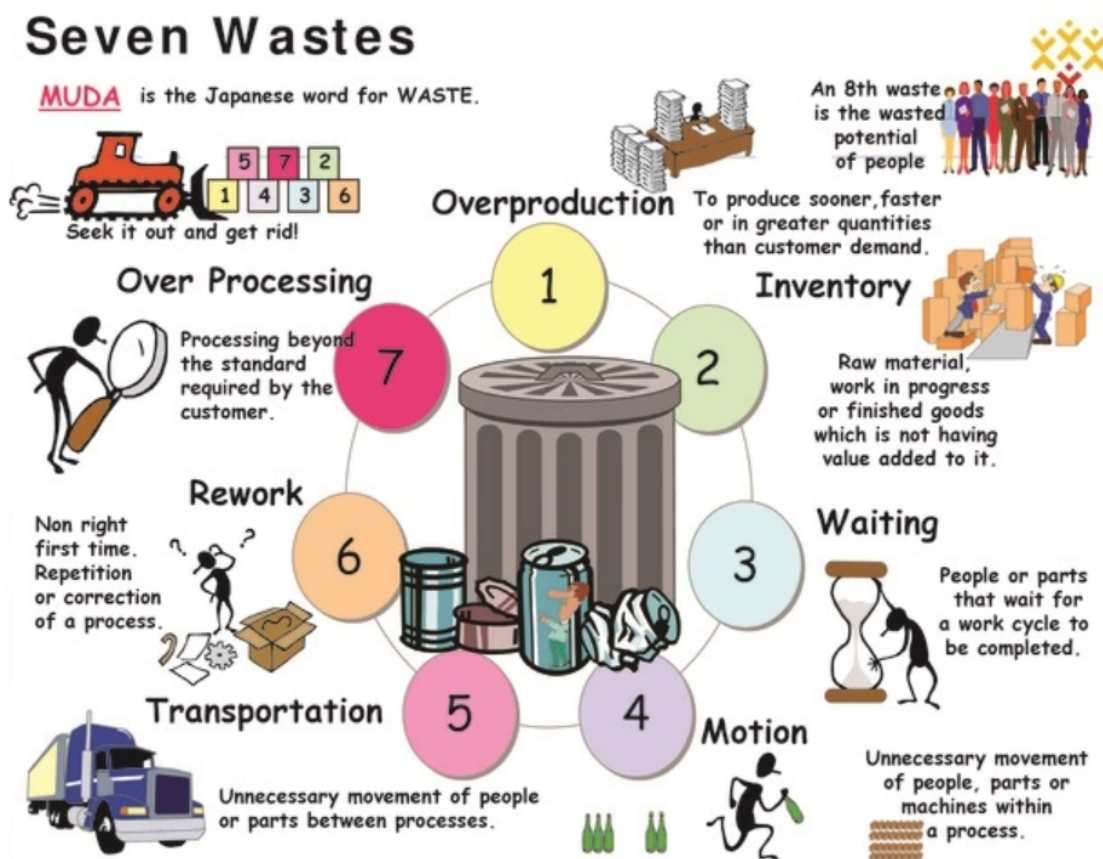 Seven Wastes
MUDA is the Japanese word for WASTE.
5 7 2
1 4 3 6
Seek it out and get rid!
An 8th waste
is the wasted
potential
of people
Overproduction
To produce sooner, faster
or in greater quantities
than customer demand.
1
Inventory
Raw material,
work in progress
or finished goods
which is not having
value added to it.
2
Waiting
People or parts
that wait for
a work cycle to
be completed.
3
Motion
Unnecessary movement
of people, parts or
machines within
a process.
4
Transportation
Unnecessary movement of people
or parts between processes.
5
Rework
Non right
first time.
Repetition
or correction
of a process.
? ?
6
Over Processing
Processing beyond
the standard
required by the
customer.
7